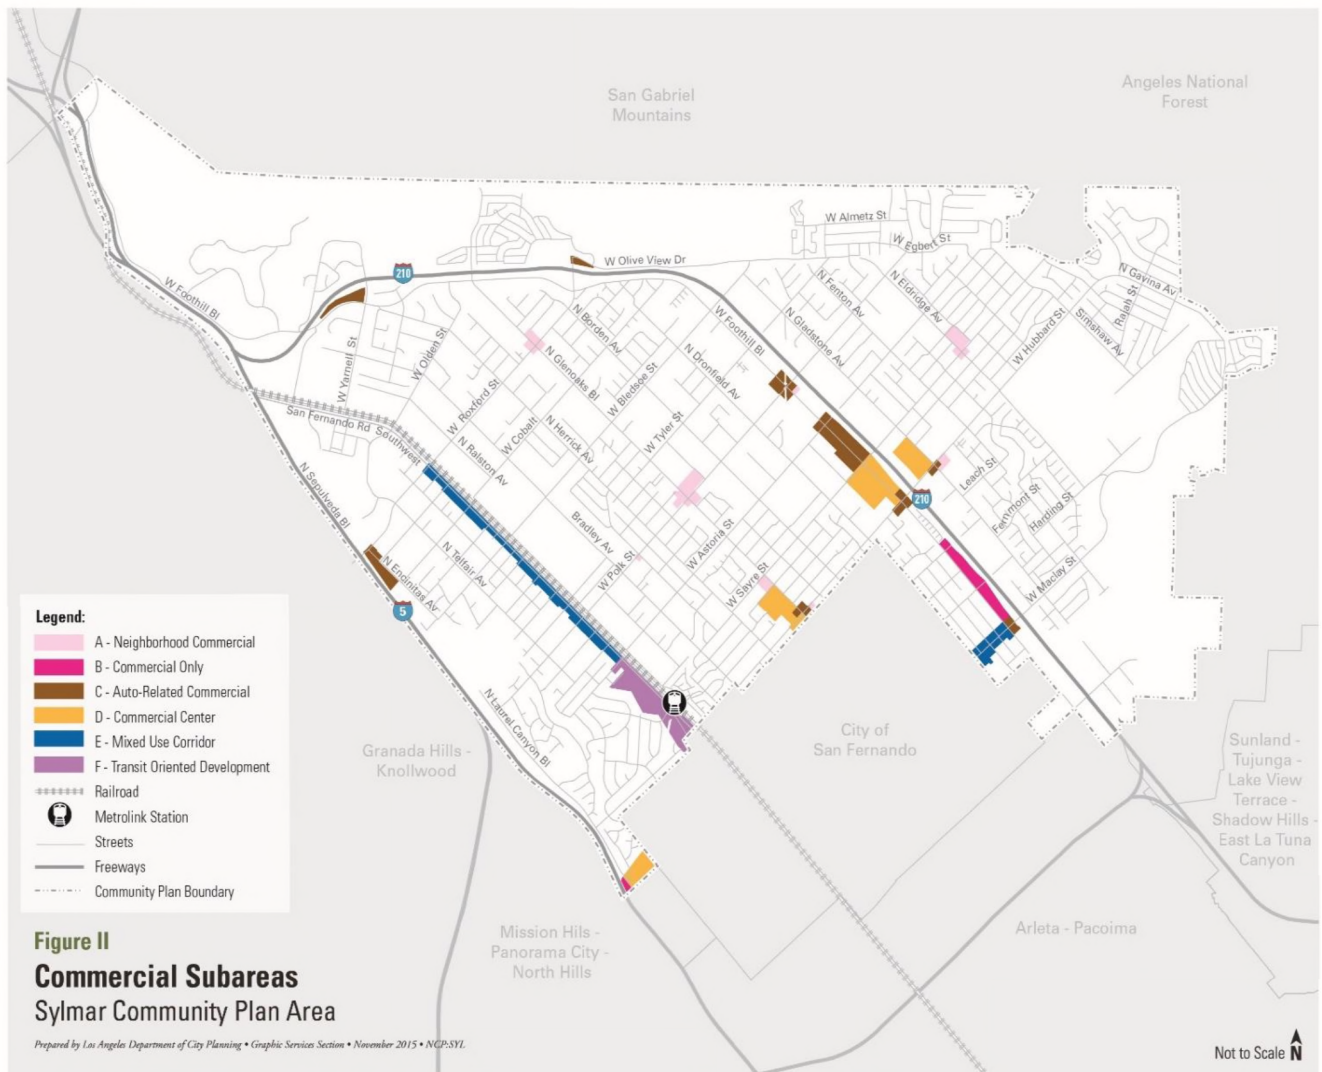 San Gabriel
Mountains
Angeles National
Forest
W Almetz St
W Egbert St
W Olive View Dr
210
W Foothill Bl
N Gavina Av
N Eldridge Av
N Fenton Av
N Gladstone Av
Rajah St
Simshaw Av
W Hubbard St
N Borden Av
W Foothill Bl
W Yarnell St
W Olden St
N Glenoaks Bl
N Dronfield Av
W Bledsoe St
W Roxford St
San Fernando Rd Southwest
W Cobalt
N Herrick Av
W Tyler St
N Ralston Av
N Sepulveda Bl
Leach St
210
Fernmont St
Harding St
Bradley Av
W Astoria St
N Telfair Av
N Encinitas Av
W Polk St
W Sayre St
W Maclay St
5
N Laurel Canyon Bl
Legend:
A - Neighborhood Commercial
B - Commercial Only
C - Auto-Related Commercial
D - Commercial Center
E - Mixed Use Corridor
F - Transit Oriented Development
Railroad
Metrolink Station
Streets
Freeways
Community Plan Boundary
Granada Hills -
Knollwood
City of
San Fernando
Sunland -
Tujunga -
Lake View
Terrace -
Shadow Hills -
East La Tuna
Canyon
Mission Hils -
Panorama City -
North Hills
Arleta - Pacoima
Figure II
Commercial Subareas
Sylmar Community Plan Area
Prepared by Los Angeles Department of City Planning • Graphic Services Section • November 2015 • NCP:SYL
Not to Scale N